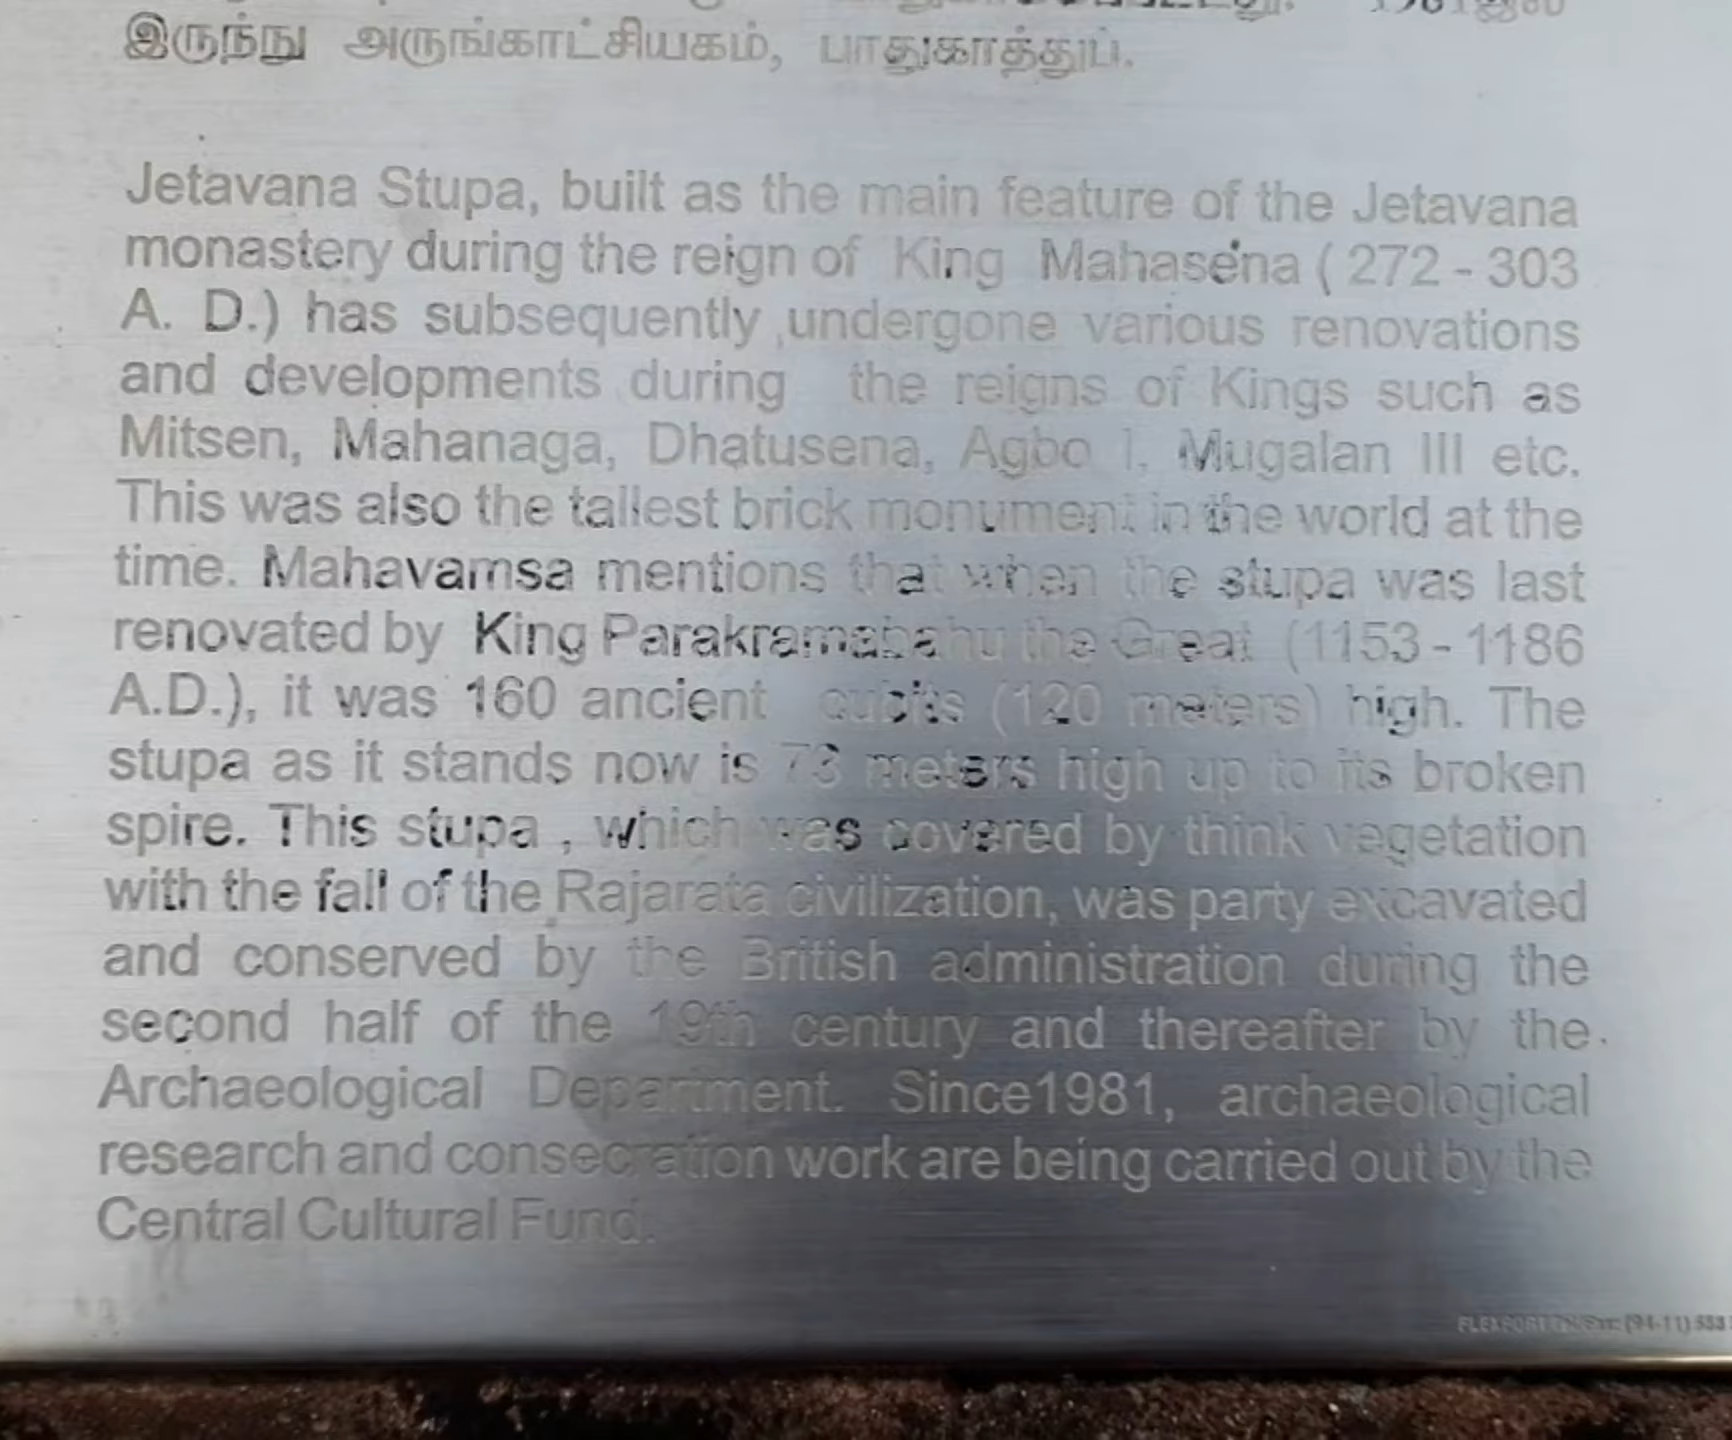 இருந்து அருங்காட்சியகம், பாதுகாத்துப்.
Jetavana Stupa, built as the main feature of the Jetavana
monastery during the reign of King Mahasena ( 272 - 303
A. D.) has subsequently ,undergone various renovations
and developments during the reigns of Kings such as
Mitsen, Mahanaga, Dhatusena, Agbo I, Mugalan III etc.
This was also the tallest brick monument in the world at the
time. Mahavamsa mentions that when the stupa was last
renovated by King Parakramabahu the Great (1153 - 1186
A.D.), it was 160 ancient cubits (120 meters) high. The
stupa as it stands now is 73 meters high up to its broken
spire. This stupa , which was covered by think vegetation
with the fall of the Rajarata civilization, was party excavated
and conserved by the British administration during the
second half of the 19th century and thereafter by the.
Archaeological Department. Since1981, archaeological
research and consecration work are being carried out by the
Central Cultural Fund.
(94-11)